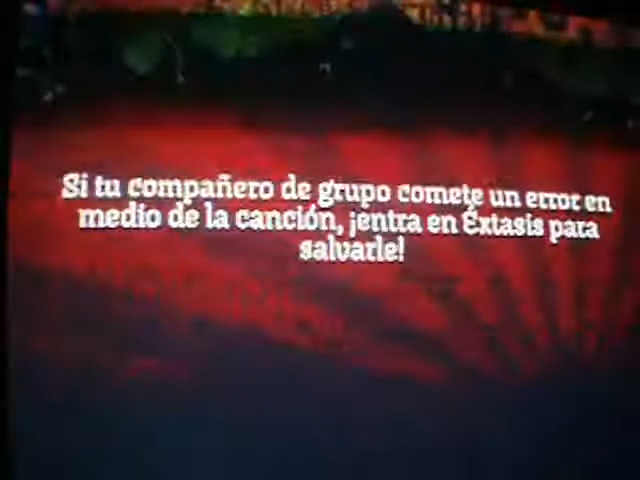 Si tu compañero de grupo comete un error en
medio de la canción, ¡entra en Éxtasis para
salvarle!